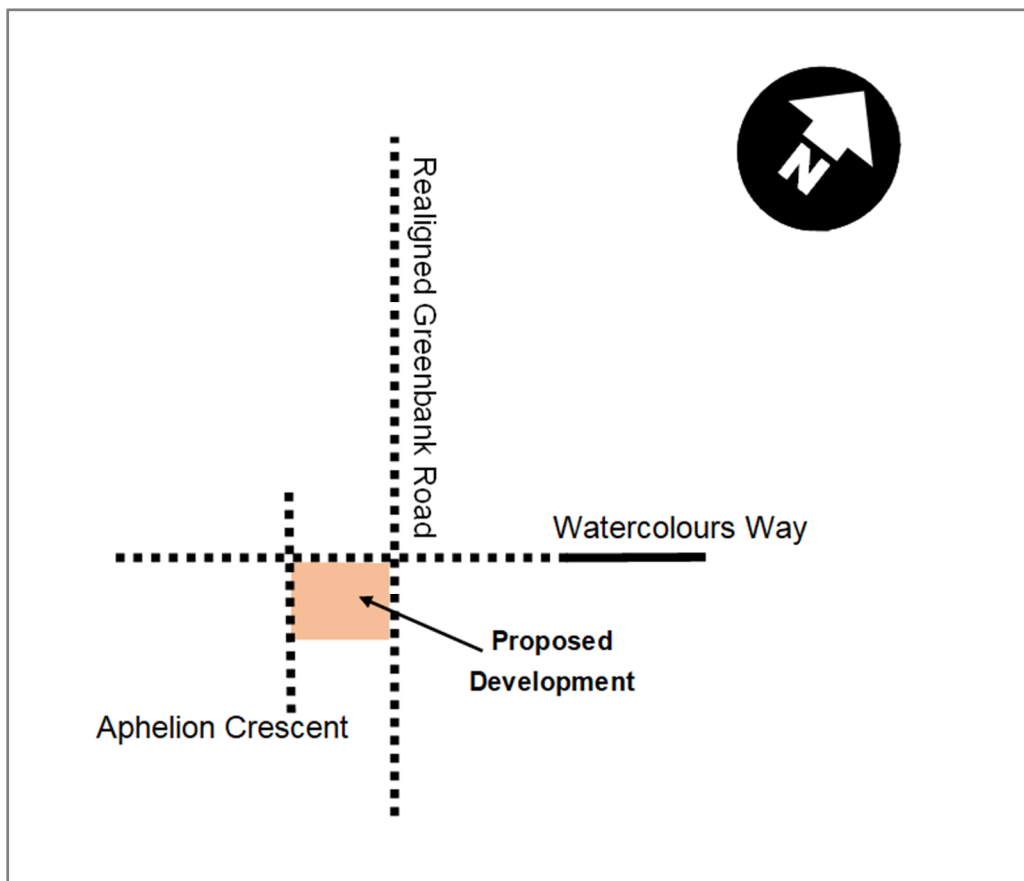 N
Realigned Greenbank Road
Watercolours Way
Proposed
Development
Aphelion Crescent